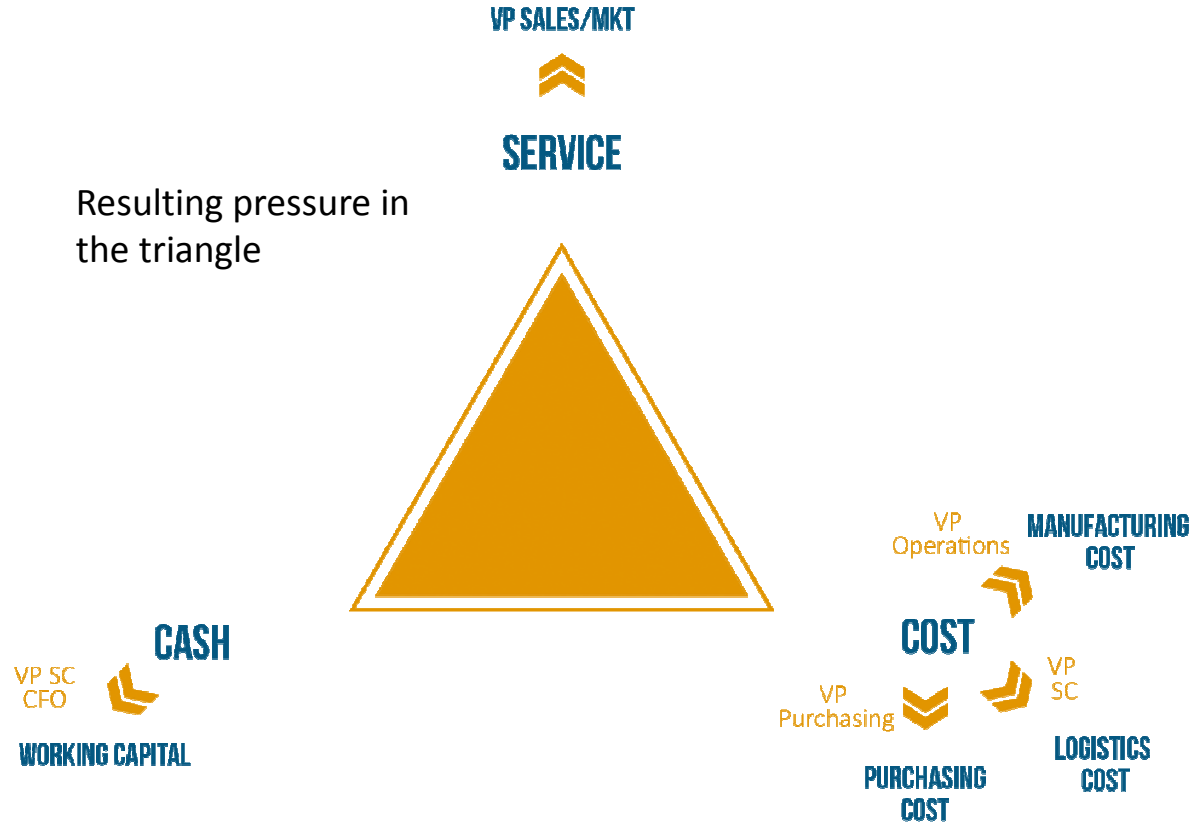 VP SALES/MKT
SERVICE
Resulting pressure in
the triangle
VP
Operations
MANUFACTURING
COST
CASH
COST
VP SC
CFO
VP
SC
VP
Purchasing
WORKING CAPITAL
LOGISTICS
COST
PURCHASING
COST